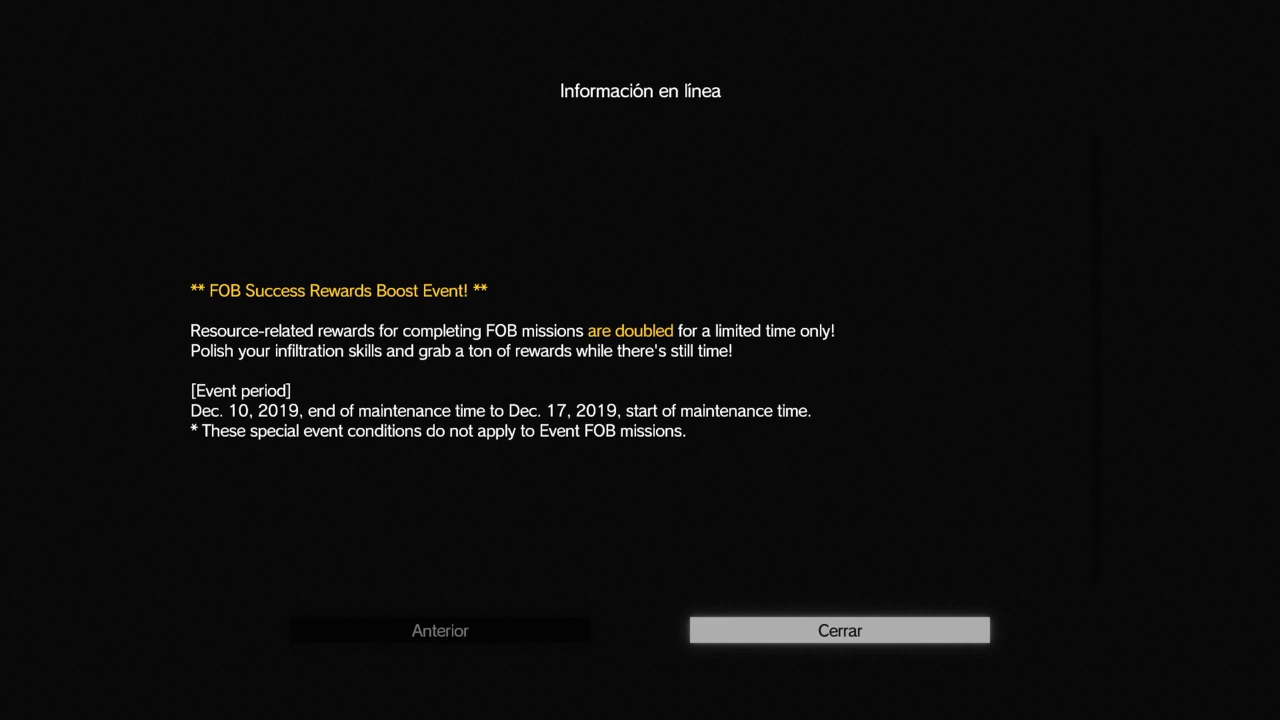 Información en línea
** FOB Success Rewards Boost Event! **
Resource-related rewards for completing FOB missions are doubled for a limited time only!
Polish your infiltration skills and grab a ton of rewards while there's still time!
[Event period]
Dec. 10, 2019, end of maintenance time to Dec. 17, 2019, start of maintenance time.
* These special event conditions do not apply to Event FOB missions.
Anterior
Cerrar